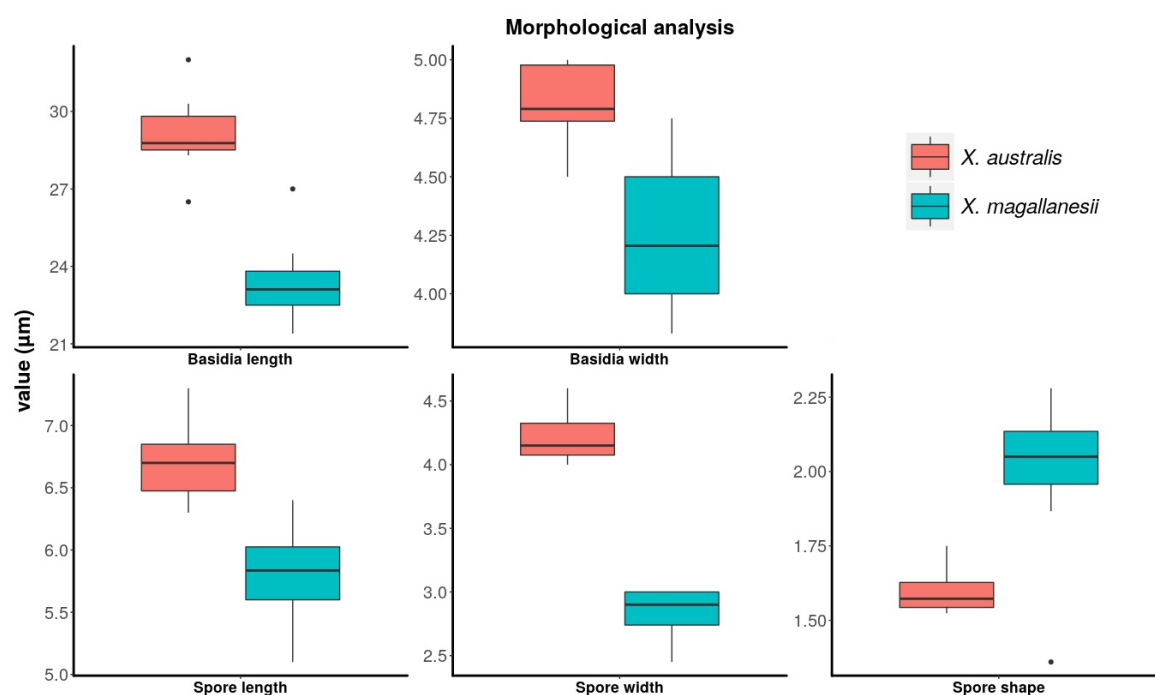 Morphological analysis
value (µm)
30
27
24
21
Basidia length
5.00
4.75
4.50
4.25
4.00
Basidia width
X. australis
X. magallanesii
7.0
6.5
6.0
5.5
5.0
Spore length
4.5
4.0
3.5
3.0
2.5
Spore width
2.25
2.00
1.75
1.50
Spore shape